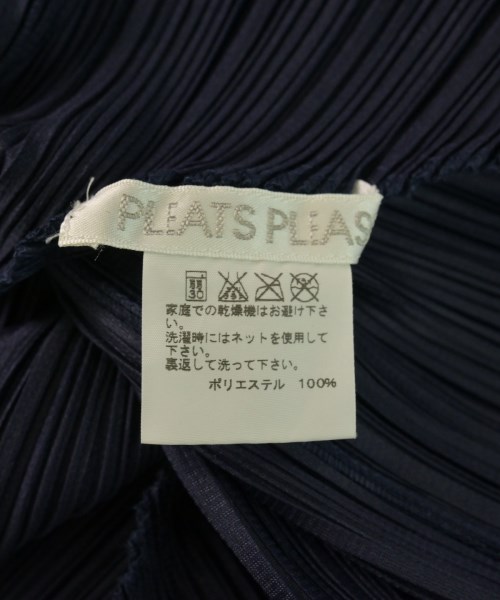 PLEATS PLEAS
30
家庭での乾燥機はお避け下さ
い。
洗濯時にはネットを使用して
下さい。
裏返して洗って下さい。
ポリエステル 100%